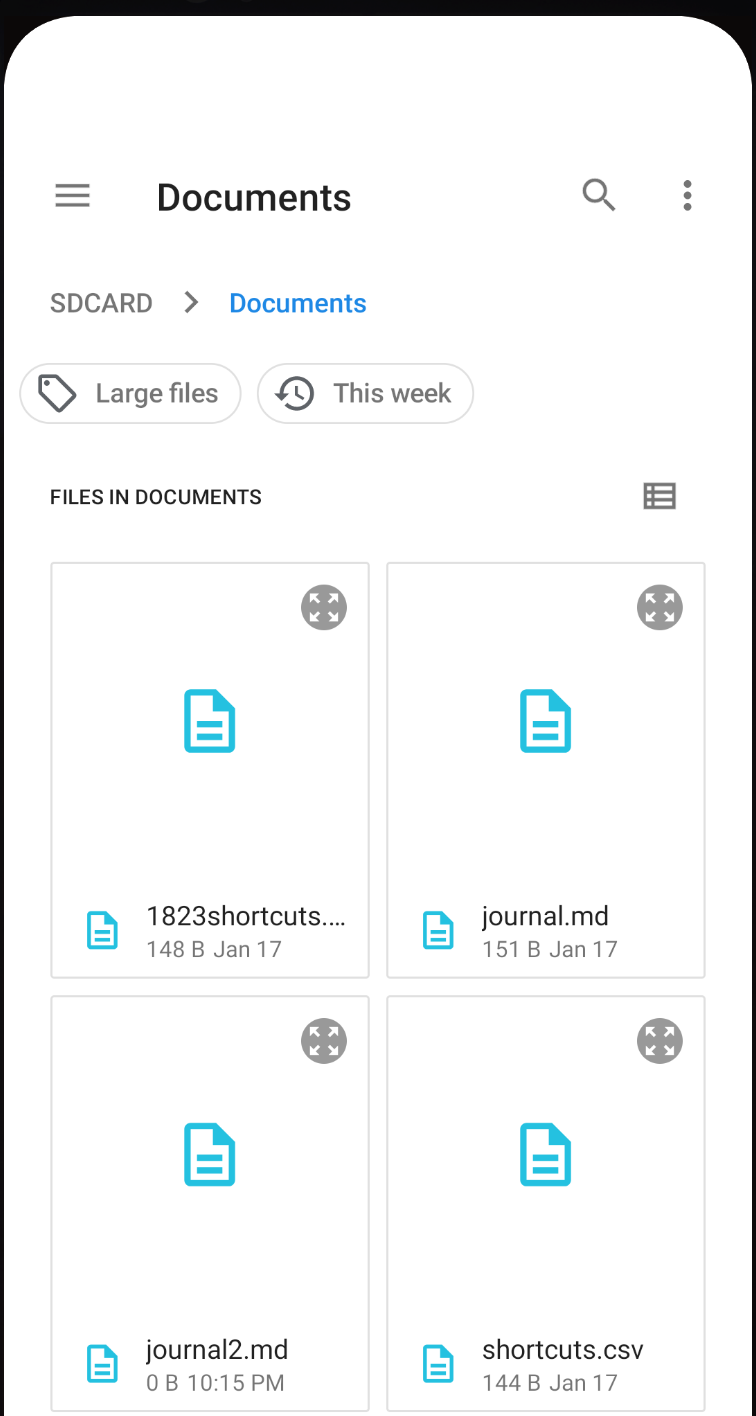 Documents
SDCARD > Documents
Large files This week
FILES IN DOCUMENTS
1823shortcuts.... journal.md
148 B Jan 17 151 B Jan 17
journal2.md shortcuts.csv
0 B 10:15 PM 144 B Jan 17